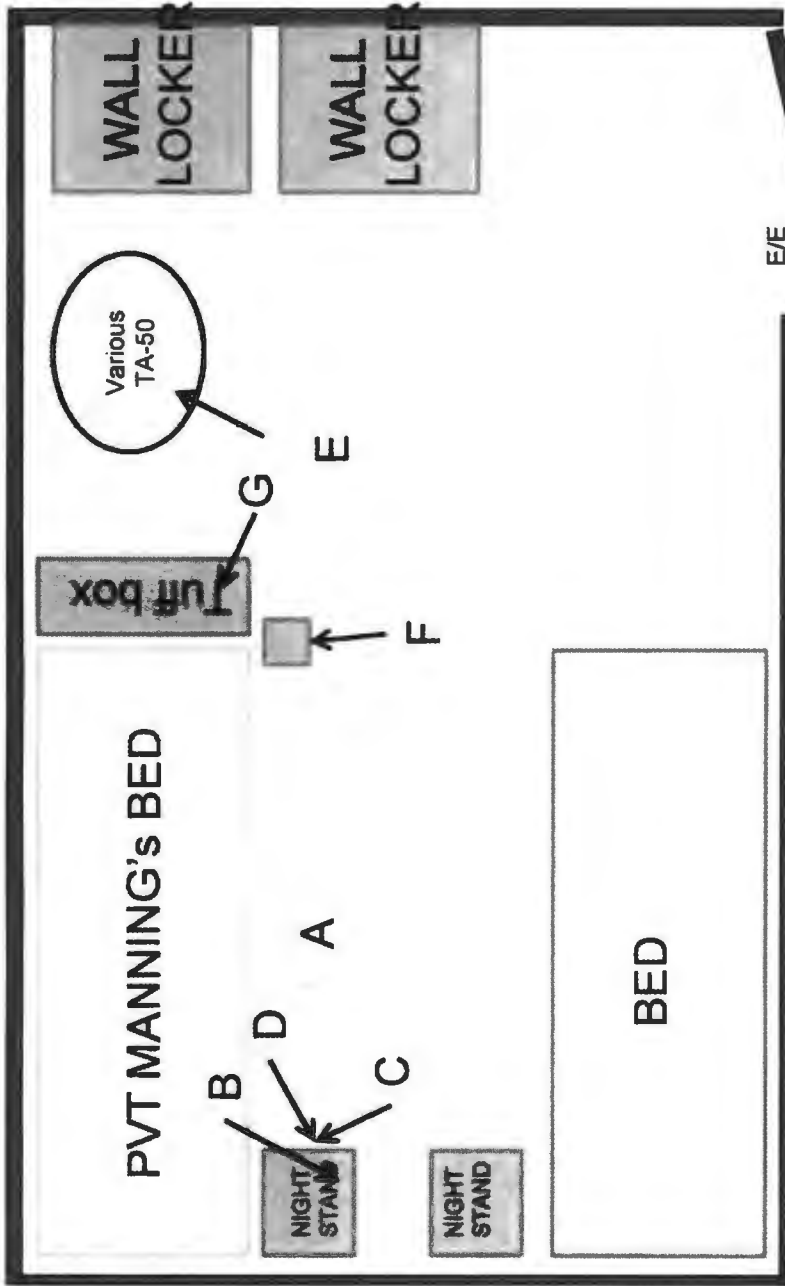 WALL
LOCKER
WALL
LOCKER
Various
TA-50
E
G
Tuff box
F
PVT MANNING's BED
A
D
B
C
NIGHT
STAND
NIGHT
STAND
BED
E/E